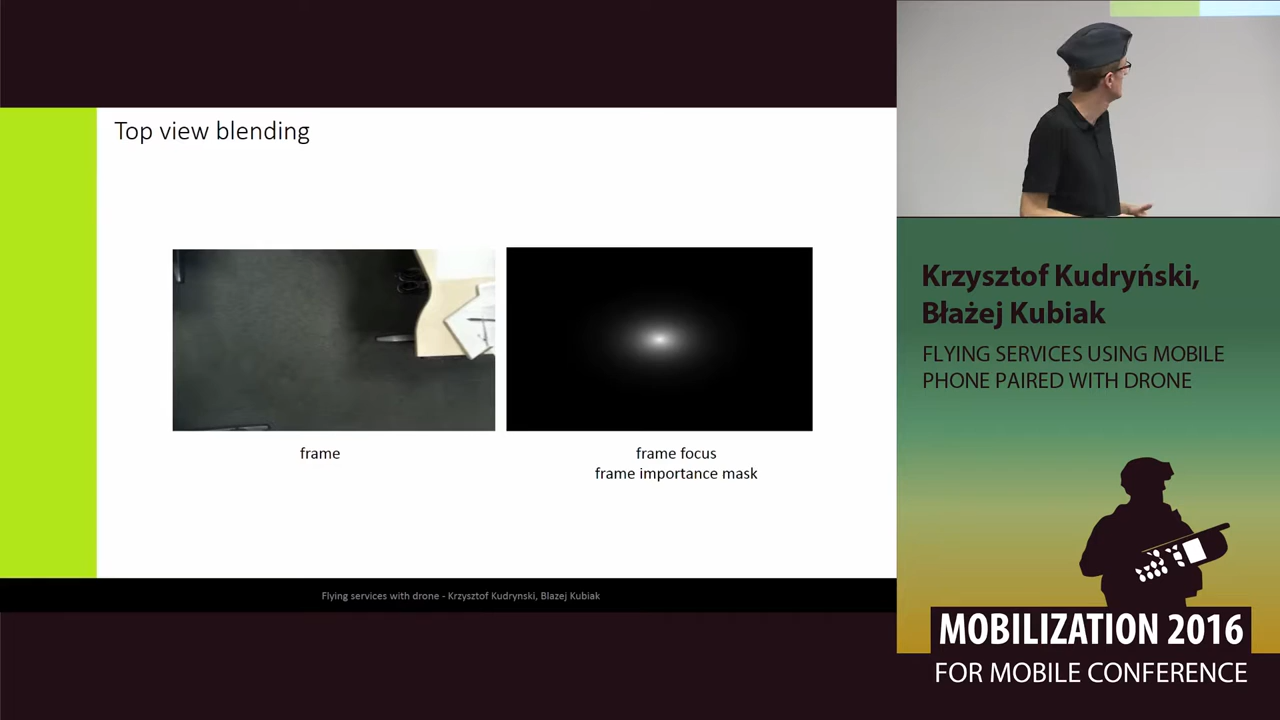 Top view blending
frame
frame focus
frame importance mask
Flying services with drone - Krzysztof Kudrynski, Blazej Kubiak
Krzysztof Kudryński,
Błażej Kubiak
FLYING SERVICES USING MOBILE
PHONE PAIRED WITH DRONE
MOBILIZATION 2016
FOR MOBILE CONFERENCE